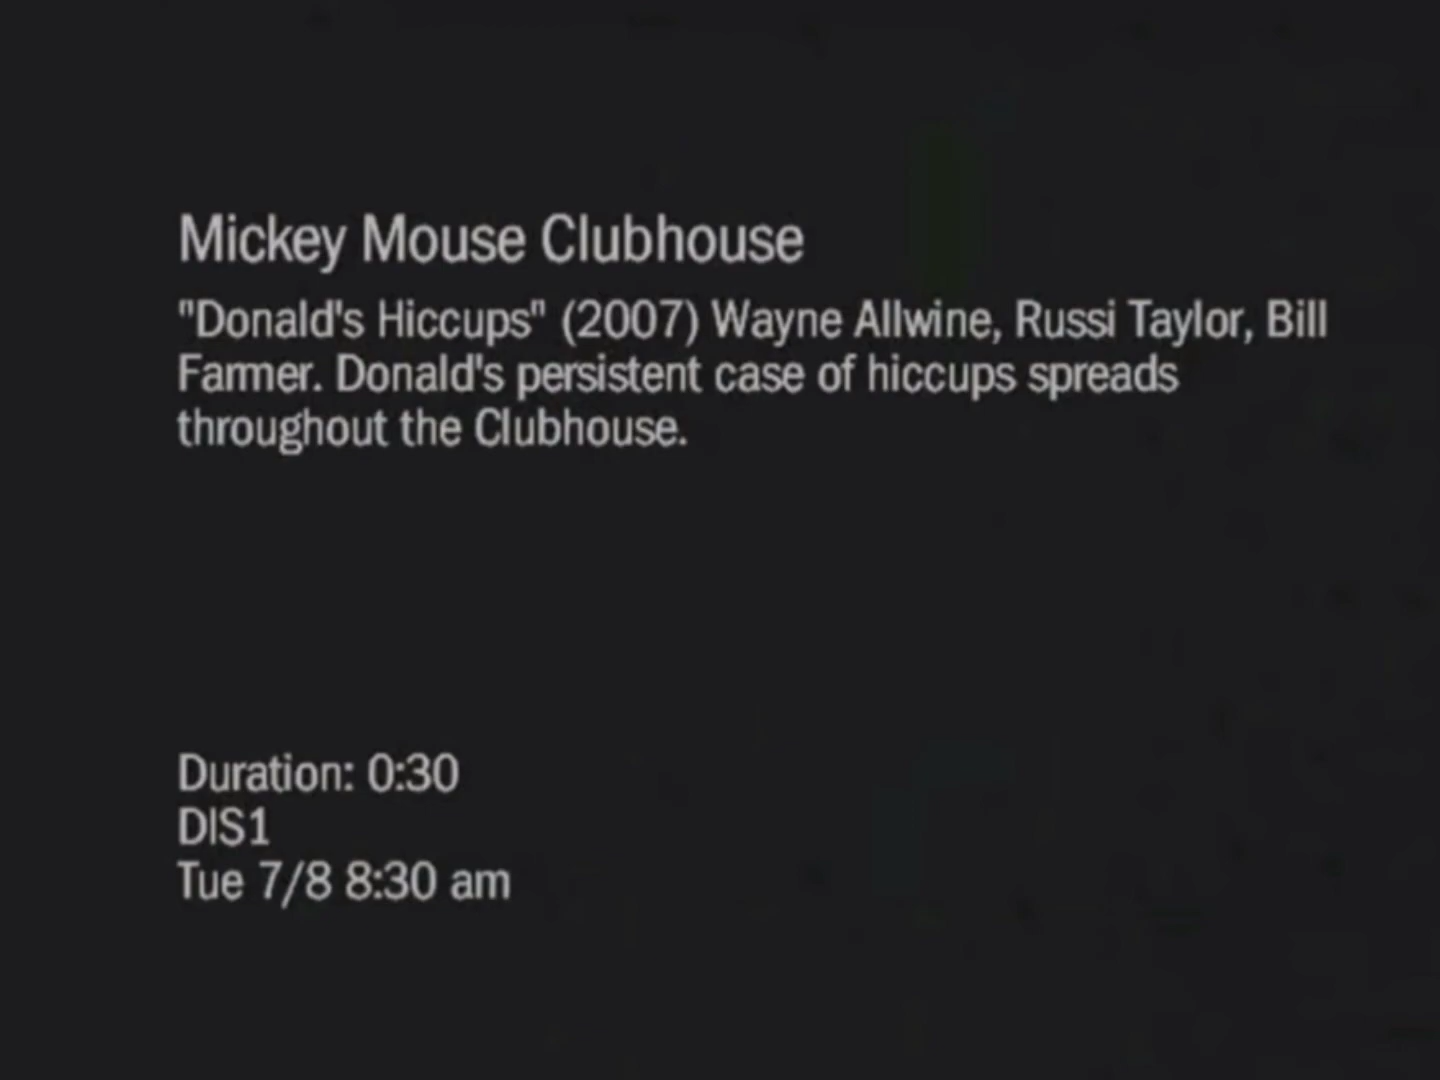 Mickey Mouse Clubhouse
"Donald's Hiccups" (2007) Wayne Allwine, Russi Taylor, Bill
Farmer. Donald's persistent case of hiccups spreads
throughout the Clubhouse.
Duration: 0:30
DIS1
Tue 7/8 8:30 am